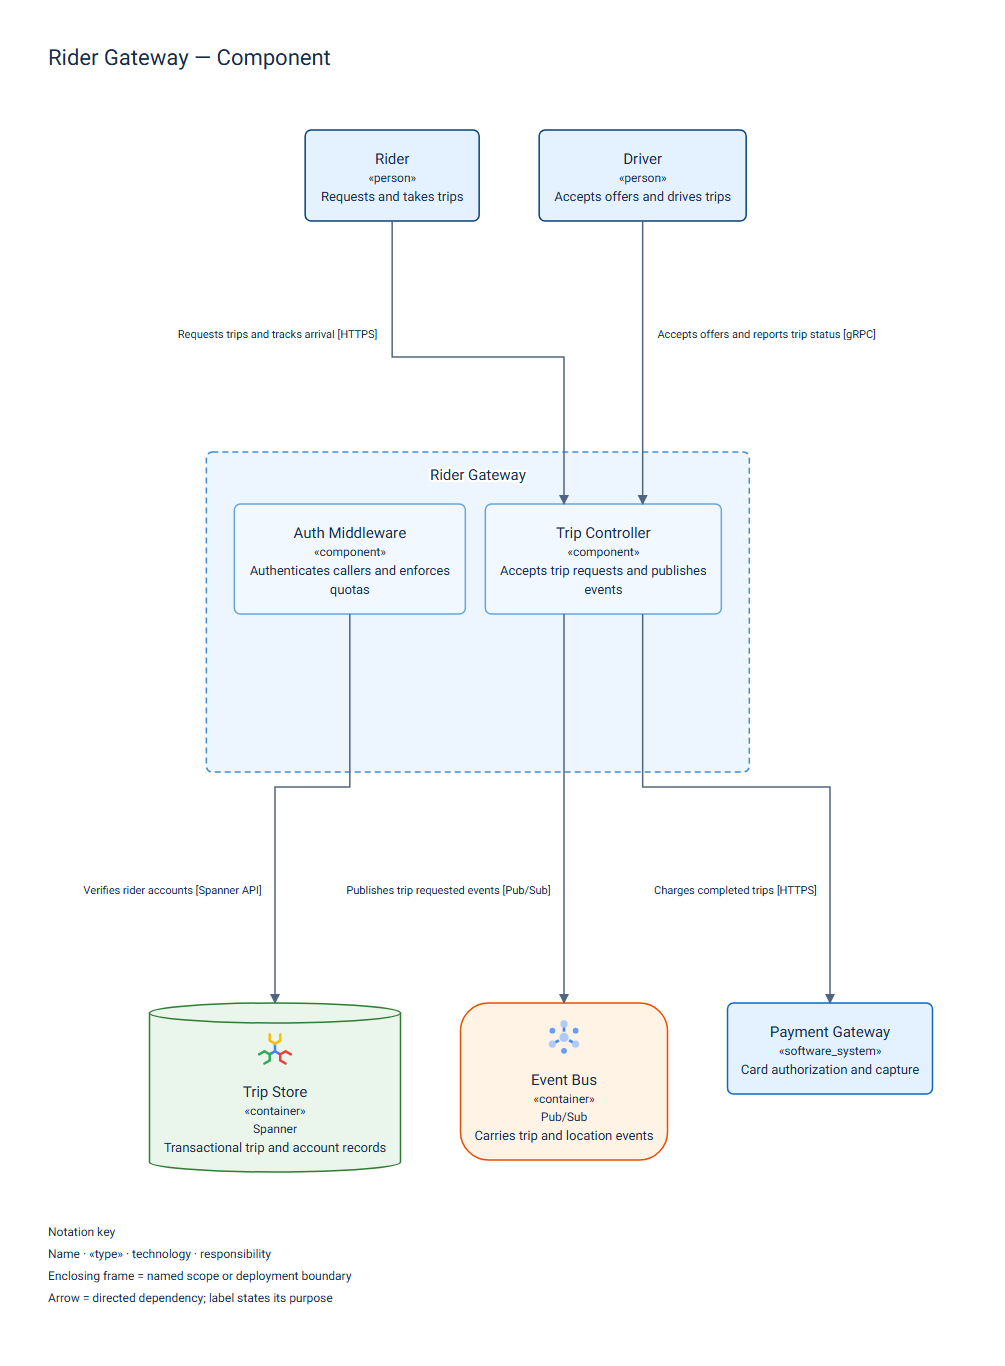 Rider Gateway — Component
Rider
«person»
Requests and takes trips
Driver
«person»
Accepts offers and drives trips
Requests trips and tracks arrival [HTTPS]
Accepts offers and reports trip status [gRPC]
Rider Gateway
Auth Middleware
«component»
Authenticates callers and enforces
quotas
Trip Controller
«component»
Accepts trip requests and publishes
events
Verifies rider accounts [Spanner API]
Publishes trip requested events [Pub/Sub]
Charges completed trips [HTTPS]
Trip Store
«container»
Spanner
Transactional trip and account records
Event Bus
«container»
Pub/Sub
Carries trip and location events
Payment Gateway
«software_system»
Card authorization and capture
Notation key
Name · «type» · technology · responsibility
Enclosing frame = named scope or deployment boundary
Arrow = directed dependency; label states its purpose